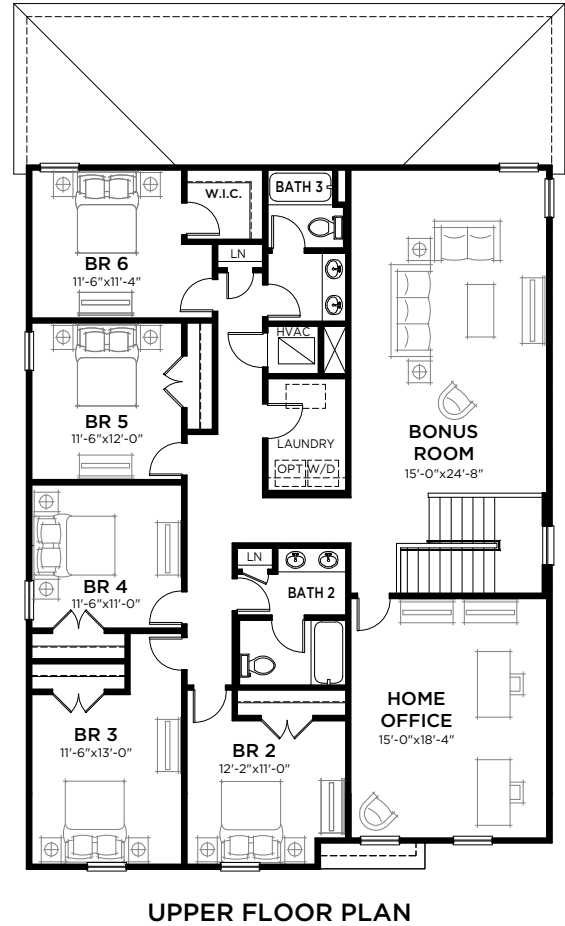 W.I.C.
BATH 3
BR 6
11'-6"x11'-4"
LN
HVAC
BR 5
11'-6"x12'-0"
LAUNDRY
OPT W/D
BONUS
ROOM
15'-0"x24'-8"
BR 4
11'-6"x11'-0"
LN
BATH 2
BR 3
11'-6"x13'-0"
BR 2
12'-2"x11'-0"
HOME
OFFICE
15'-0"x18'-4"
UPPER FLOOR PLAN